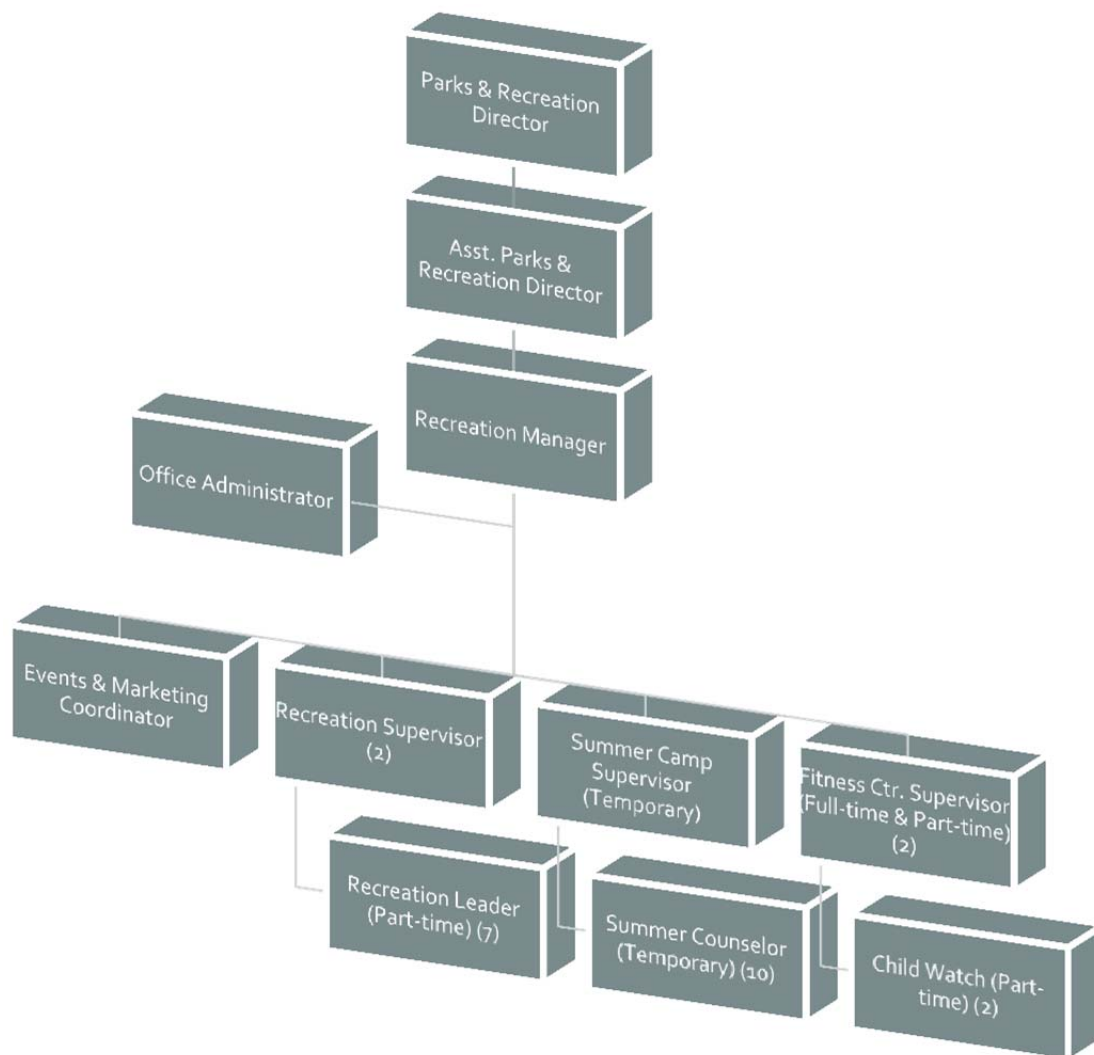 Parks & Recreation
Director
Asst. Parks &
Recreation Director
Recreation Manager
Office Administrator
Events & Marketing
Coordinator
Recreation Supervisor
(2)
Summer Camp
Supervisor
(Temporary)
Fitness Ctr. Supervisor
(Full-time & Part-time)
(2)
Recreation Leader
(Part-time) (7)
Summer Counselor
(Temporary) (10)
Child Watch (Part-
time) (2)